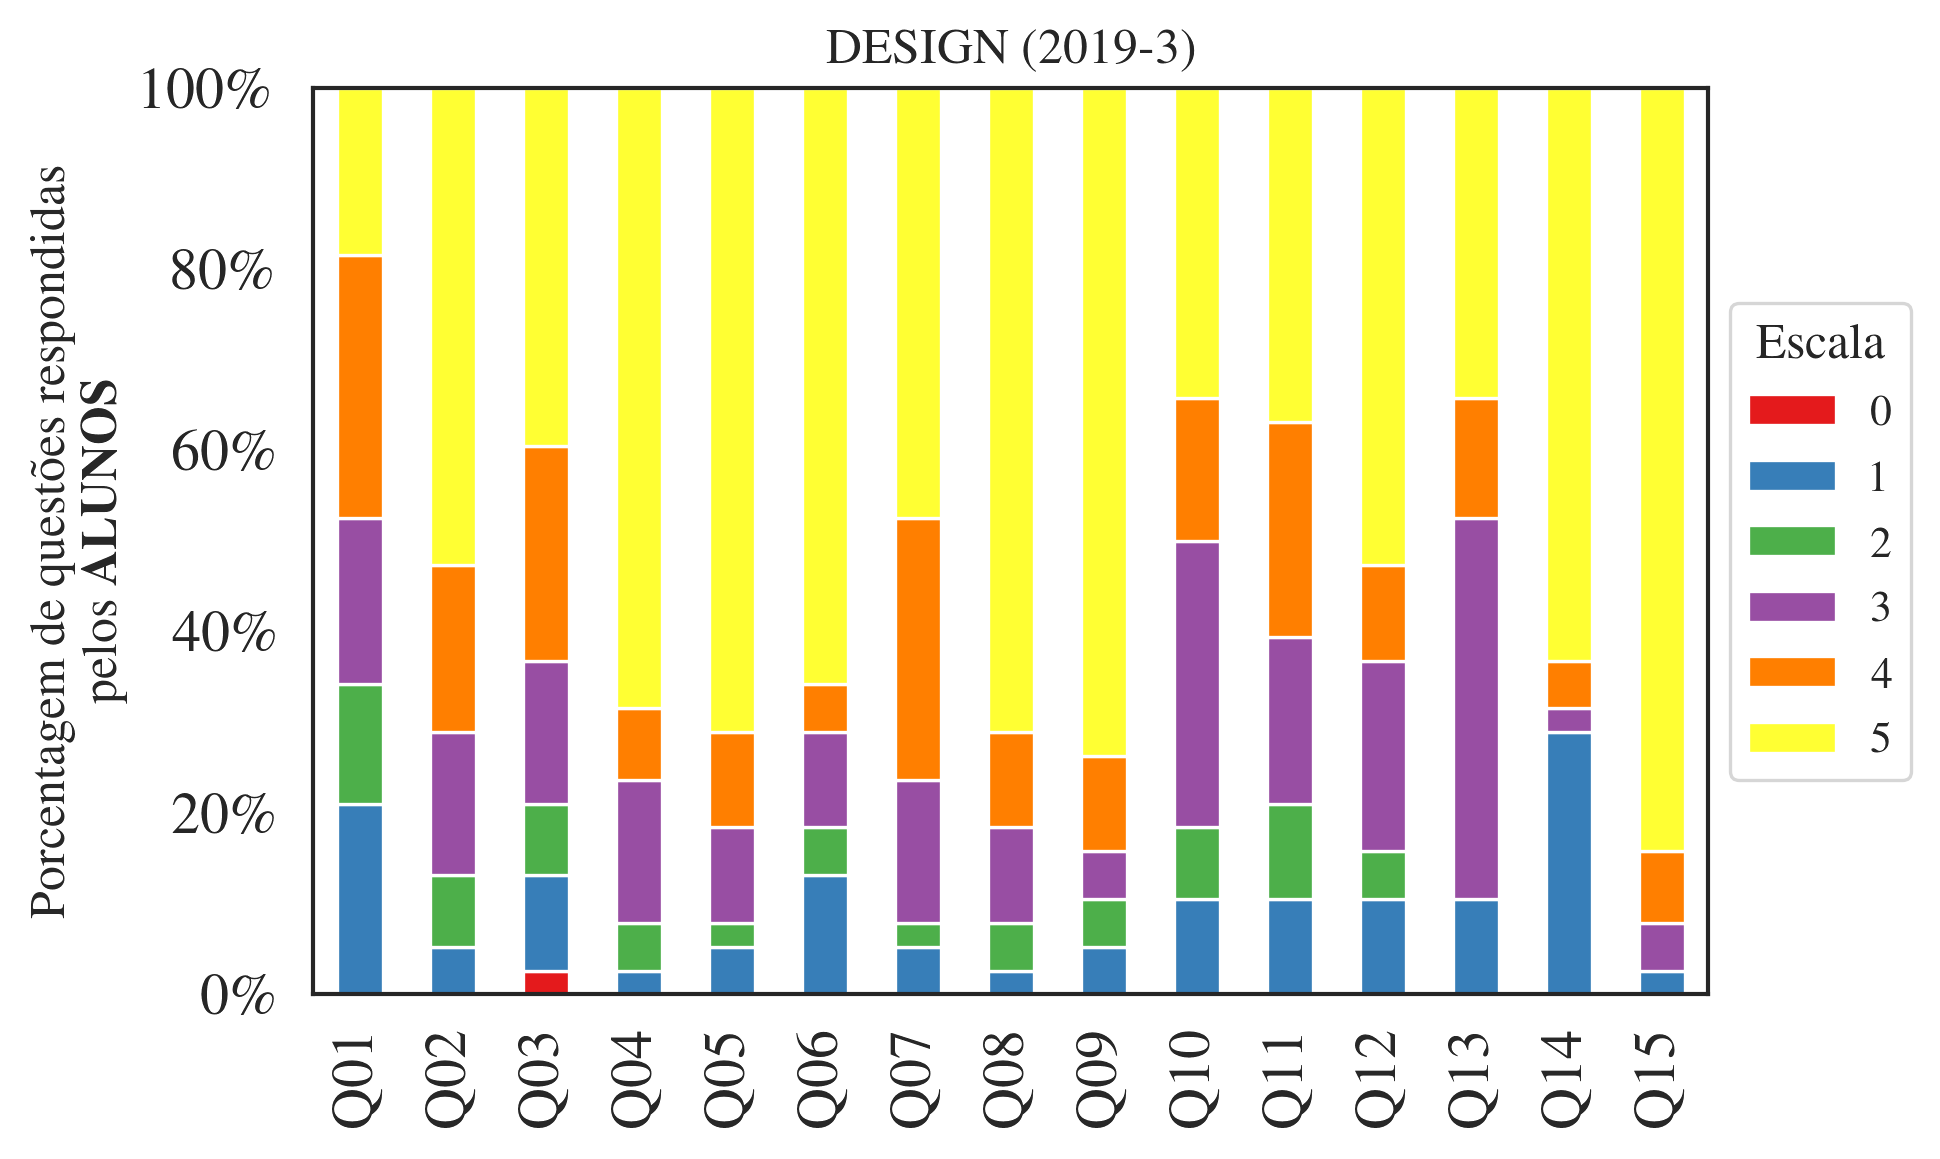 DESIGN (2019-3)
Porcentagem de questões respondidas
pelos ALUNOS
100%
80%
60%
40%
20%
0%
Q01
Q02
Q03
Q04
Q05
Q06
Q07
Q08
Q09
Q10
Q11
Q12
Q13
Q14
Q15
Escala
0
1
2
3
4
5